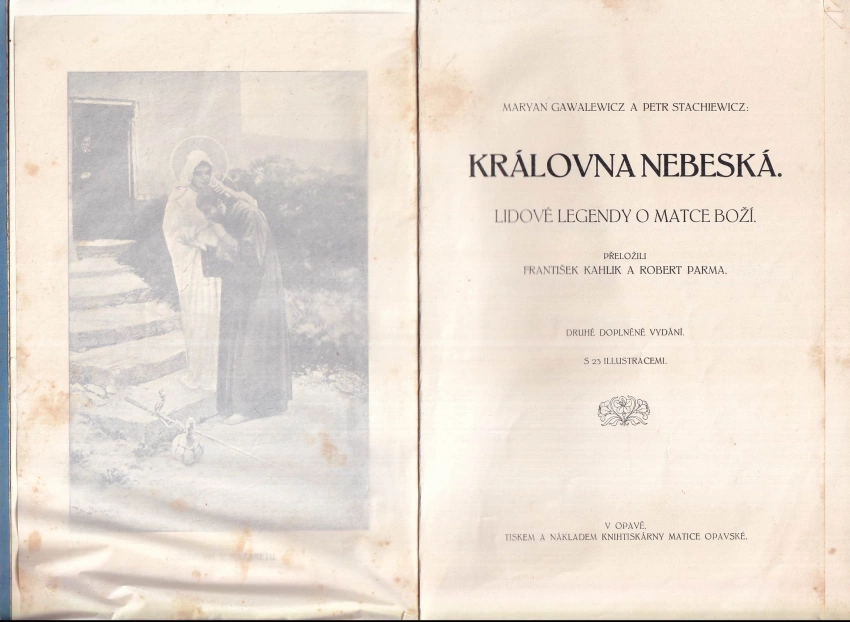 MARYAN GAWALEWICZ A PETR STACHIEWICZ:
KRÁLOVNA NEBESKÁ.
LIDOVÉ LEGENDY O MATCE BOŽÍ.
PŘELOŽILI
FRANTIŠEK KAHLIK A ROBERT PARMA.
DRUHÉ DOPLNĚNÉ VYDÁNÍ.
S 23 ILLUSTRACEMI.
V OPAVĚ.
TISKEM A NÁKLADEM KNIHTISKÁRNY MATICE OPAVSKÉ.